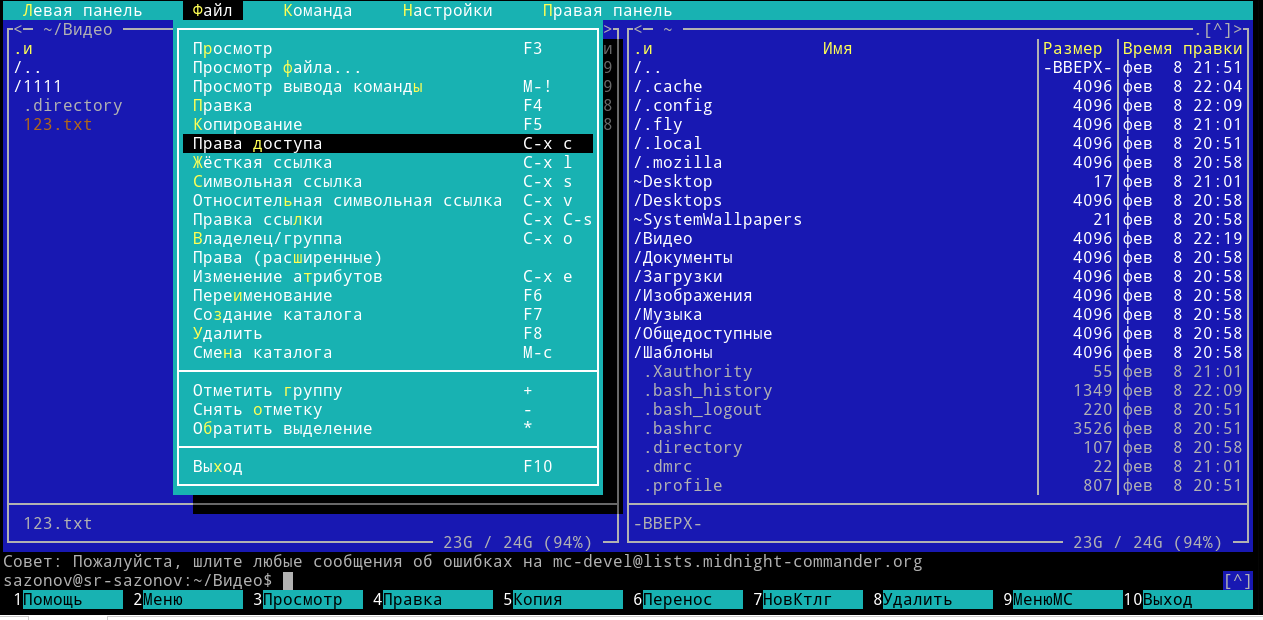 Левая панель Файл Команда Настройки Правая панель
<─ ~/Видео
.и
/..
/1111
.directory
123.txt
123.txt
23G / 24G (94%)
Просмотр F3
Просмотр файла...
Просмотр вывода команды M-!
Правка F4
Копирование F5
Права доступа C-x c
Жёсткая ссылка C-x l
Символьная ссылка C-x s
Относительная символьная ссылка C-x v
Правка ссылки C-x C-s
Владелец/группа C-x o
Права (расширенные)
Изменение атрибутов C-x e
Переименование F6
Создание каталога F7
Удалить F8
Смена каталога M-c
Отметить группу +
Снять отметку -
Обратить выделение *
Выход F10
>
и
9
9
8
8
<─ ~ .[^]>
.и Имя Размер Время правки
/.. -ВВЕРХ- фев 8 21:51
/.cache 4096 фев 8 22:04
/.config 4096 фев 8 22:09
/.fly 4096 фев 8 21:01
/.local 4096 фев 8 20:51
/.mozilla 4096 фев 8 20:58
~Desktop 17 фев 8 21:01
/Desktops 4096 фев 8 20:58
~SystemWallpapers 21 фев 8 20:58
/Видео 4096 фев 8 22:19
/Документы 4096 фев 8 20:58
/Загрузки 4096 фев 8 20:58
/Изображения 4096 фев 8 20:58
/Музыка 4096 фев 8 20:58
/Общедоступные 4096 фев 8 20:58
/Шаблоны 4096 фев 8 20:58
.Xauthority 55 фев 8 21:01
.bash_history 1349 фев 8 22:09
.bash_logout 220 фев 8 20:51
.bashrc 3526 фев 8 20:51
.directory 107 фев 8 20:58
.dmrc 22 фев 8 21:01
.profile 807 фев 8 20:51
-ВВЕРХ-
23G / 24G (94%)
Совет: Пожалуйста, шлите любые сообщения об ошибках на mc-devel@lists.midnight-commander.org
sazonov@sr-sazonov:~/Видео$ [^]
1Помощь 2Меню 3Просмотр 4Правка 5Копия 6Перенос 7НовКтлг 8Удалить 9МенюMC 10Выход